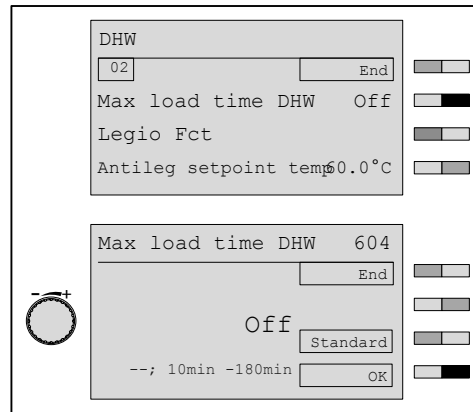 DHW
02 End
Max load time DHW Off
Legio Fct
Antileg setpoint temp60.0°C
Max load time DHW 604
End
- +
Off
Standard
--; 10min -180min OK